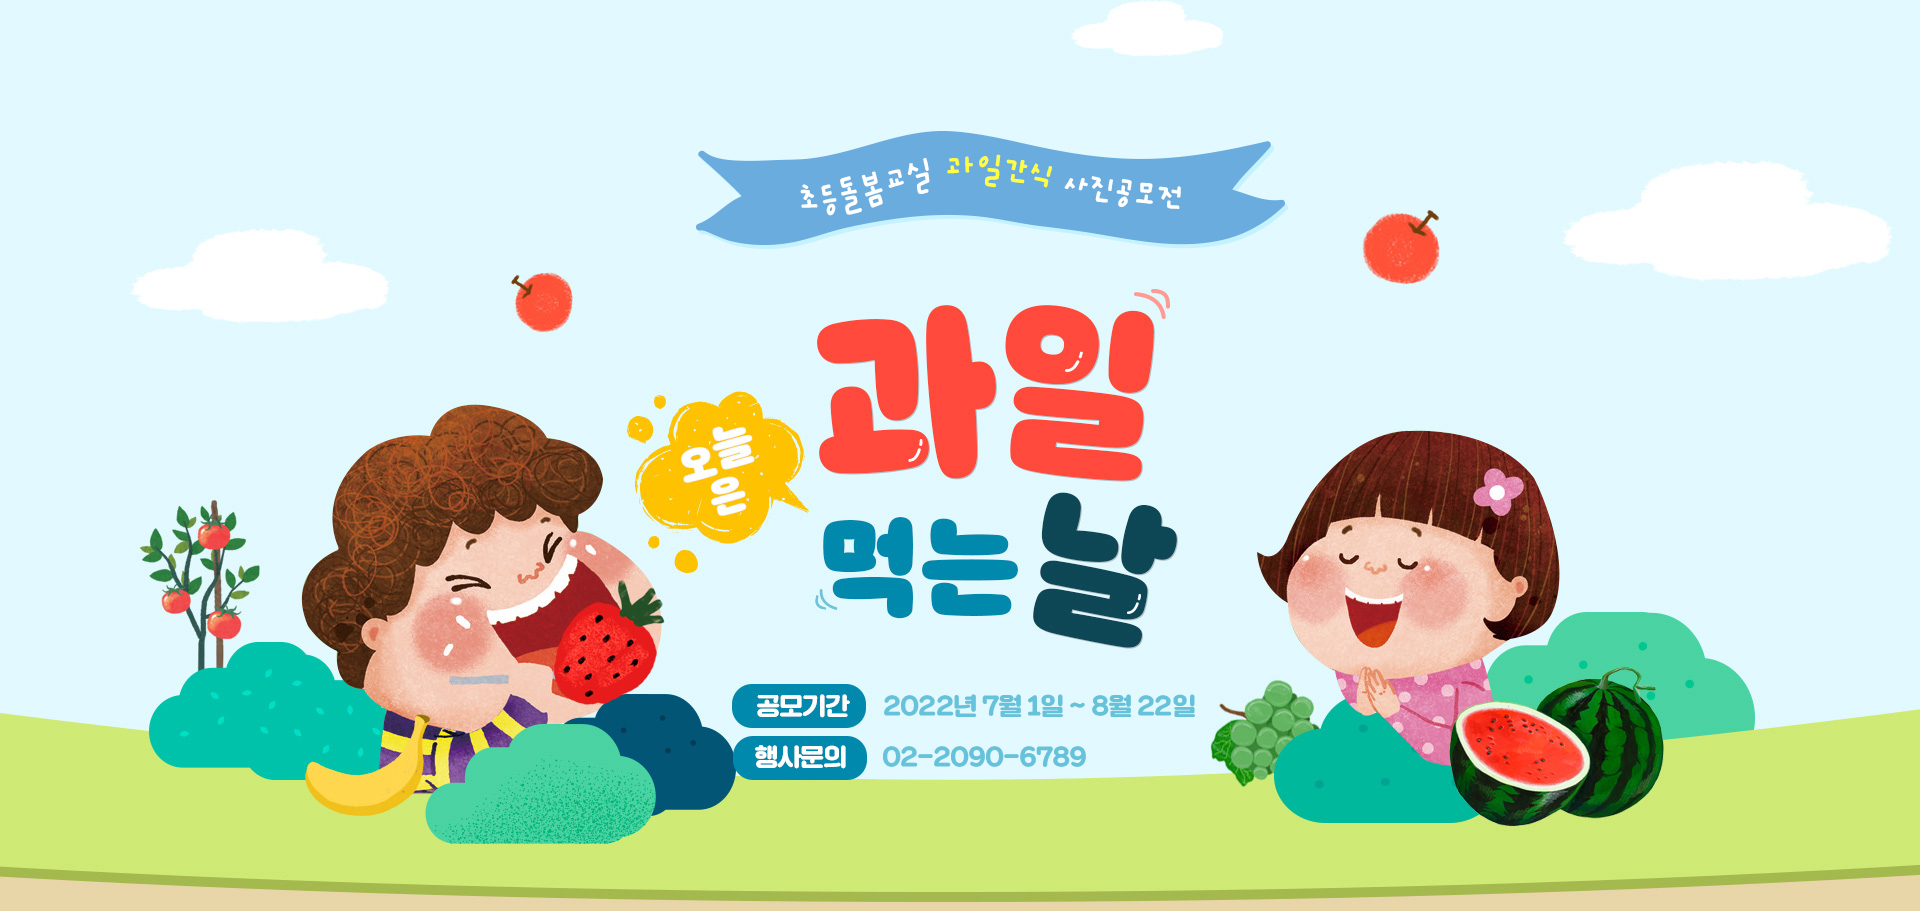 초등돌봄교실 과일간식 사진공모전
오늘
은
과일
먹는 날
공모기간 2022년 7월 1일 ~ 8월 22일
행사문의 02-2090-6789